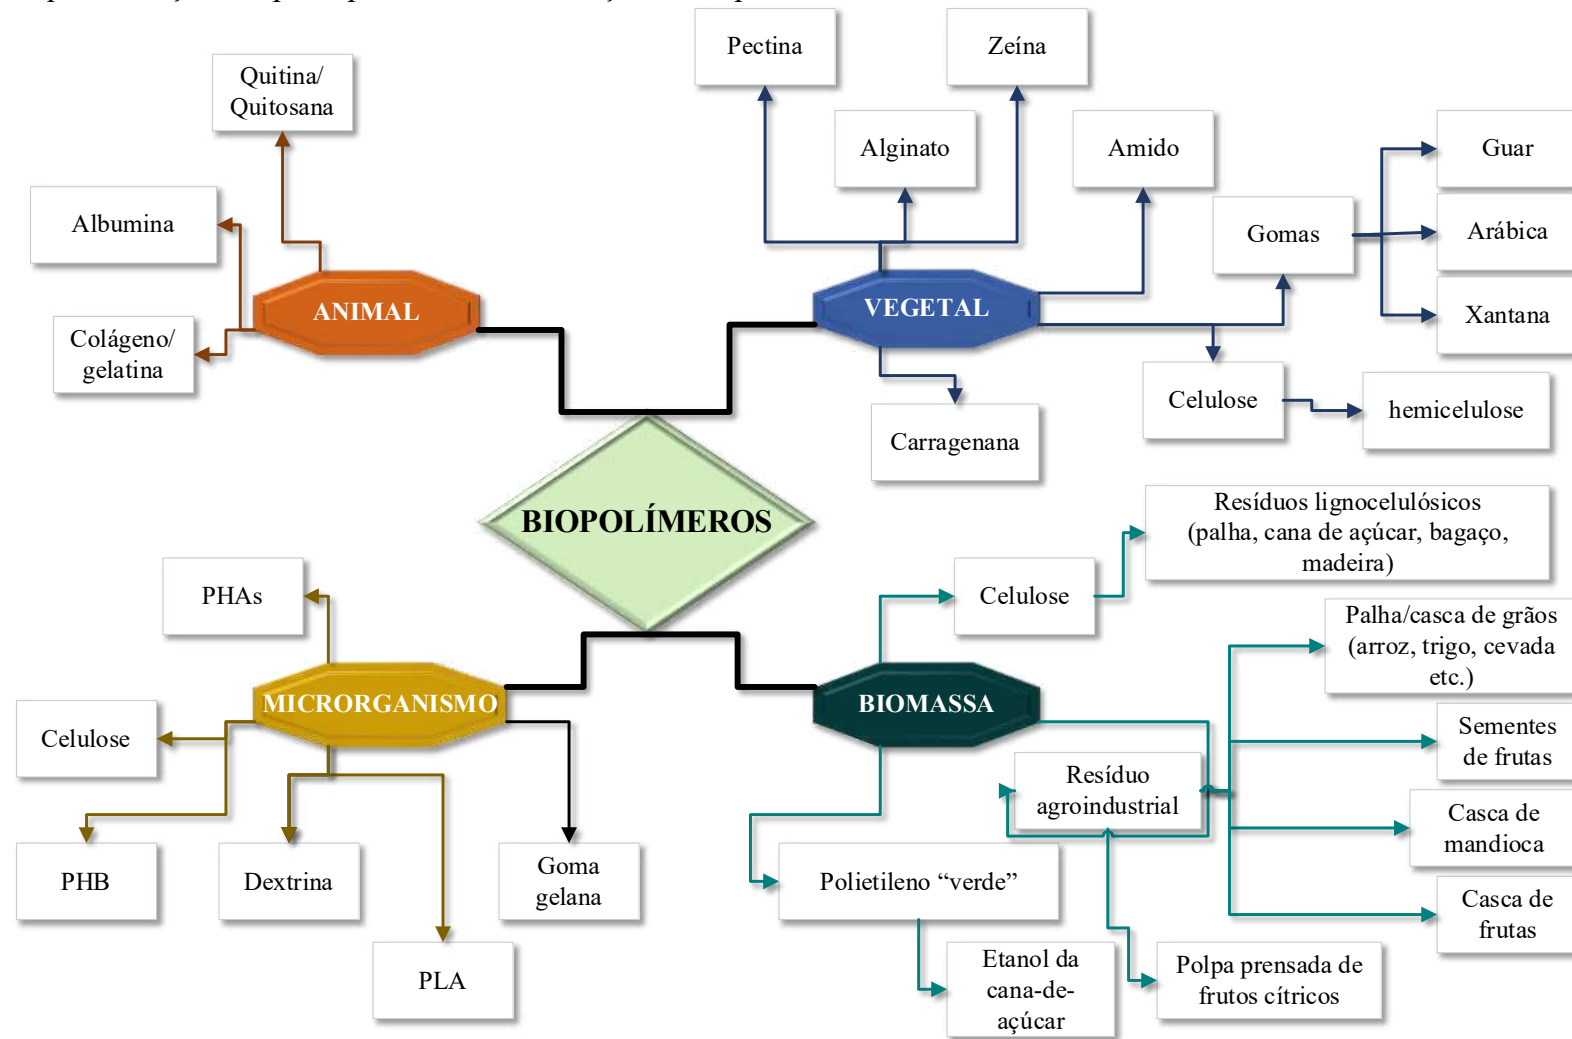 Pectina
Zeína
Quitina/
Quitosana
Alginato
Amido
Guar
Albumina
Gomas
Arábica
ANIMAL
VEGETAL
Xantana
Colágeno/
gelatina
Celulose
hemicelulose
Carragenana
BIOPOLÍMEROS
Resíduos lignocelulósicos
(palha, cana de açúcar, bagaço,
madeira)
PHAs
Celulose
Palha/casca de grãos
(arroz, trigo, cevada
etc.)
MICRORGANISMO
BIOMASSA
Celulose
Sementes
de frutas
Resíduo
agroindustrial
Casca de
mandioca
PHB
Dextrina
Goma
gelana
Polietileno “verde”
Casca de
frutas
PLA
Etanol da
cana-de-
açúcar
Polpa prensada de
frutos cítricos